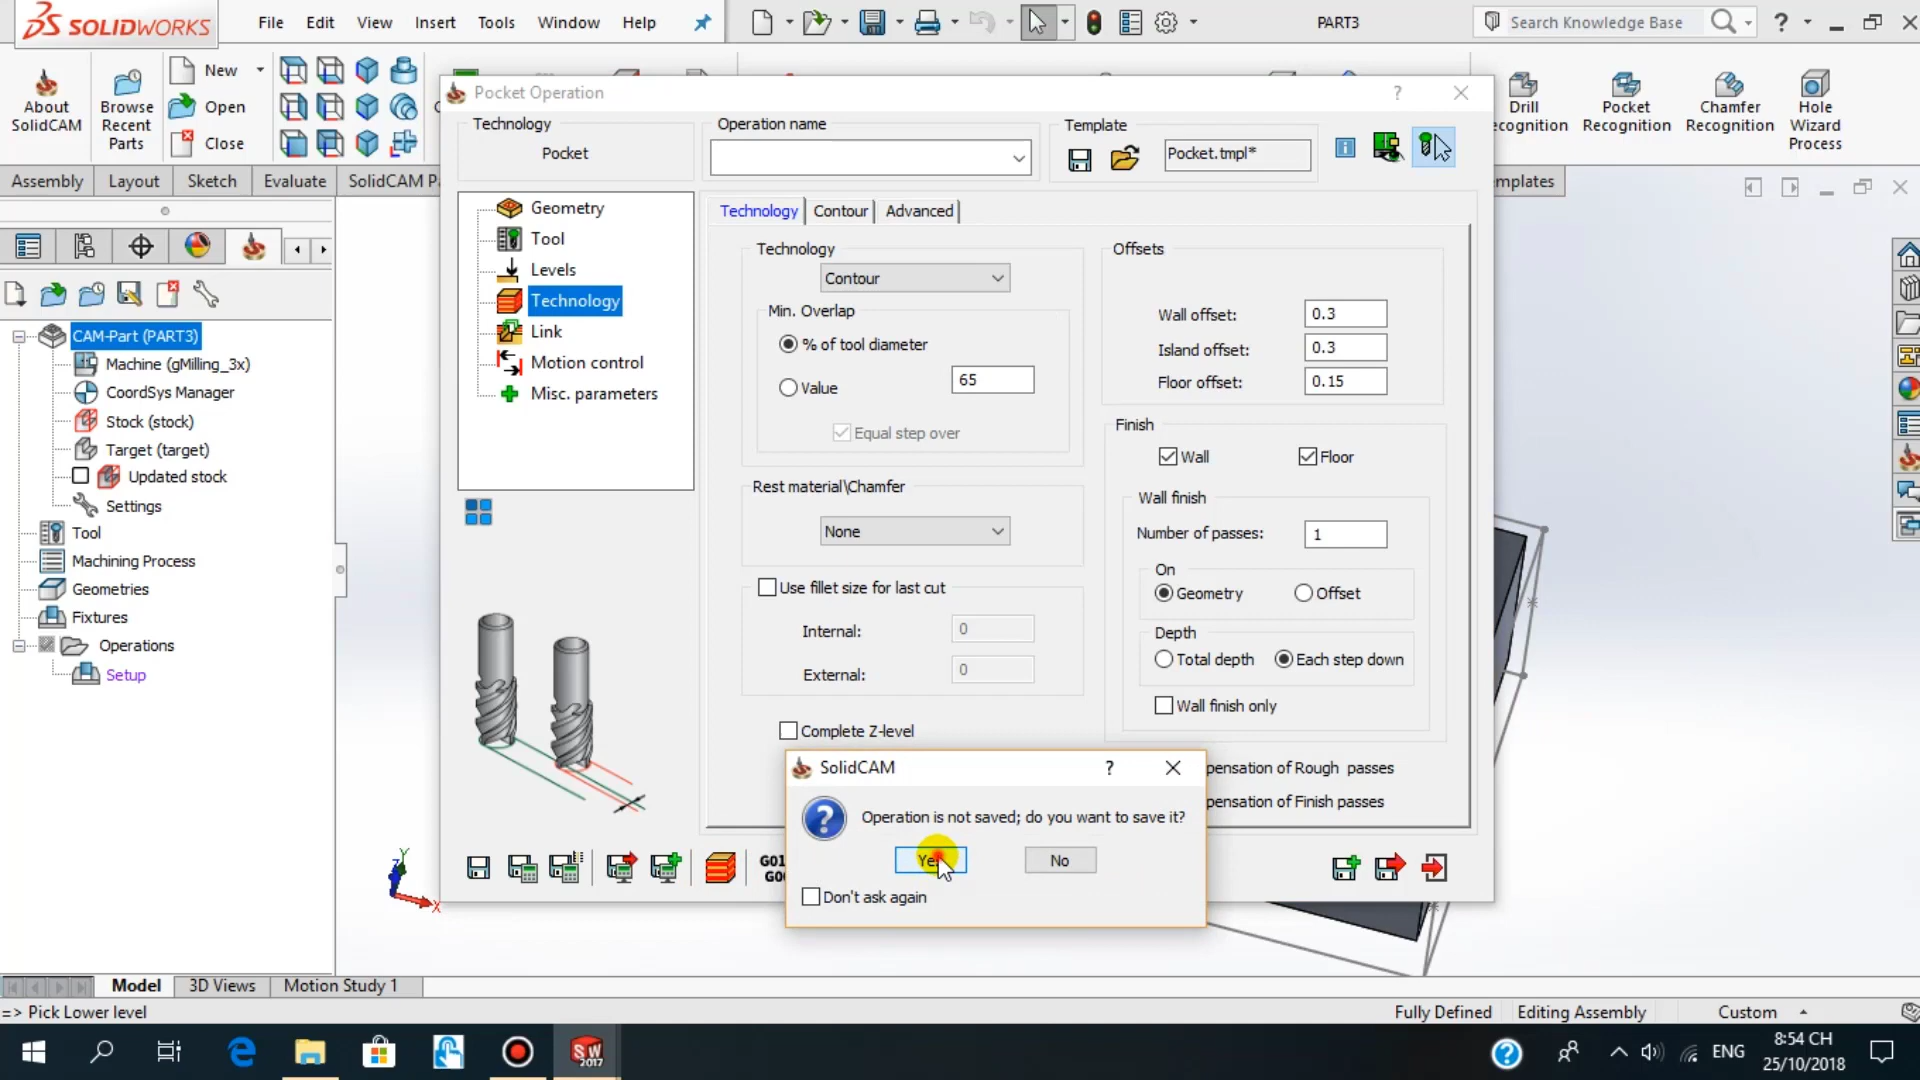 SOLIDWORKS
File Edit View Insert Tools Window Help
PART3
Search Knowledge Base
About SolidCAM
Browse Recent Parts
New
Open
Close
Drill
ecognition
Pocket Recognition
Chamfer Recognition
Hole Wizard Process
Assembly Layout Sketch Evaluate SolidCAM Pa
mplates
CAM-Part (PART3)
Machine (gMilling_3x)
CoordSys Manager
Stock (stock)
Target (target)
Updated stock
Settings
Tool
Machining Process
Geometries
Fixtures
Operations
Setup
Pocket Operation
Technology
Pocket
Operation name
Template
Pocket.tmpl*
Geometry
Tool
Levels
Technology
Link
Motion control
Misc. parameters
Technology Contour Advanced
Technology
Contour
Min. Overlap
% of tool diameter
Value
65
Equal step over
Rest material\Chamfer
None
Use fillet size for last cut
Internal: 0
External: 0
Complete Z-level
Offsets
Wall offset: 0.3
Island offset: 0.3
Floor offset: 0.15
Finish
Wall Floor
Wall finish
Number of passes: 1
On
Geometry Offset
Depth
Total depth Each step down
Wall finish only
pensation of Rough passes
pensation of Finish passes
SolidCAM
Operation is not saved; do you want to save it?
No
Don't ask again
G01
Model 3D Views Motion Study 1
=> Pick Lower level
Fully Defined Editing Assembly Custom
SW
2017
ENG
8:54 CH
25/10/2018